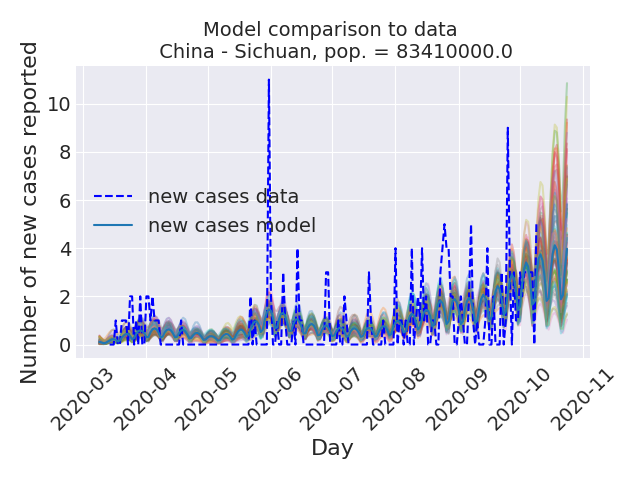 Model comparison to data
China - Sichuan, pop. = 83410000.0
Number of new cases reported
10
8
6
4
2
0
new cases data
new cases model
2020-03
2020-04
2020-05
2020-06
2020-07
2020-08
2020-09
2020-10
2020-11
Day